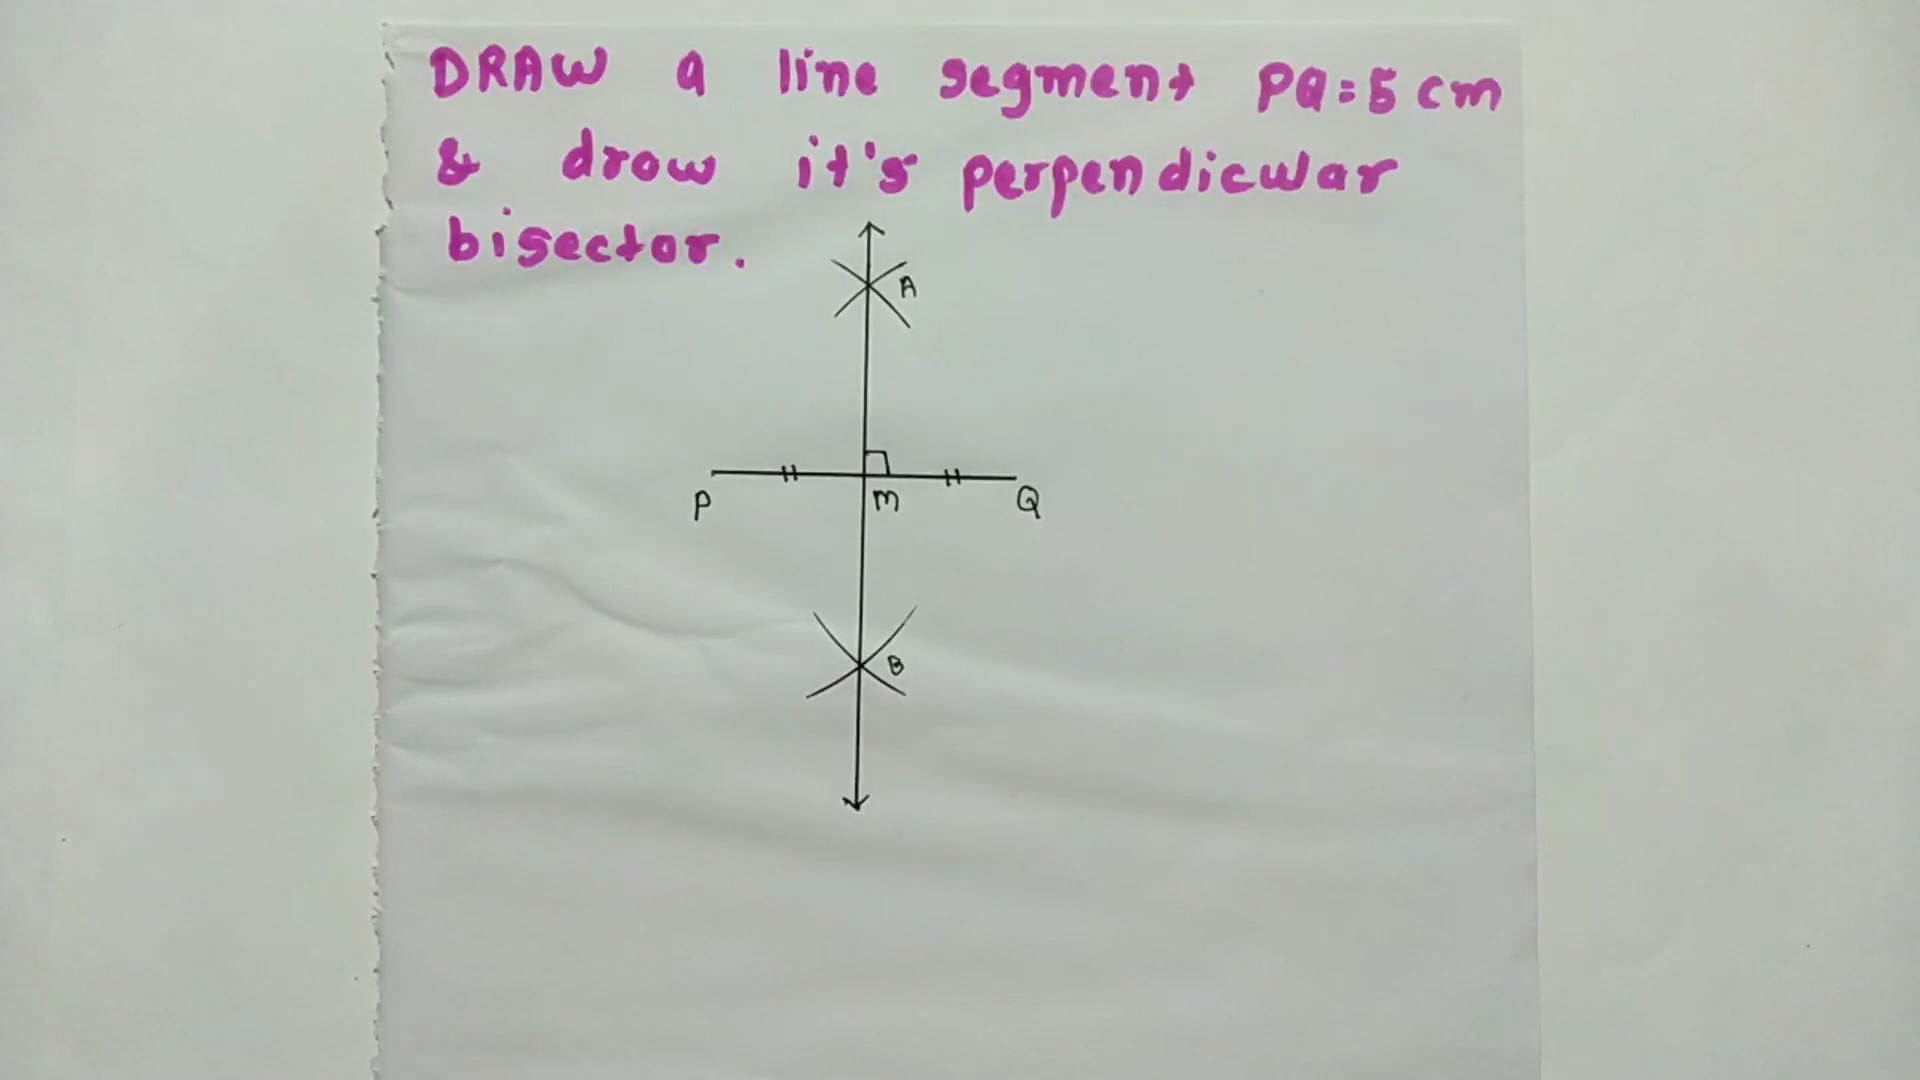 DRAW a line segment PQ=5 cm
& draw it's perpendicular
bisector.
A
P M Q
B